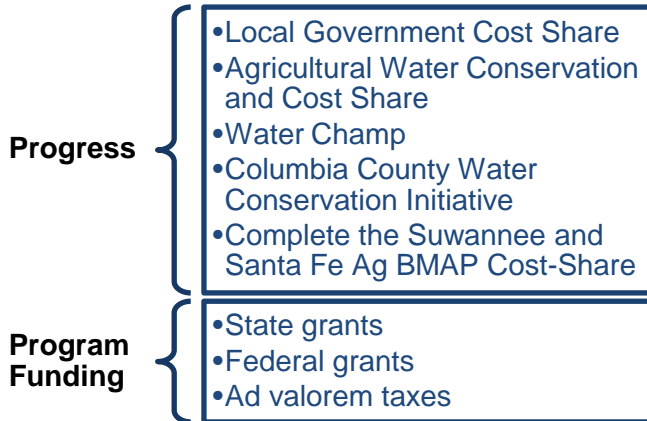 Progress
•Local Government Cost Share
•Agricultural Water Conservation
and Cost Share
•Water Champ
•Columbia County Water
Conservation Initiative
•Complete the Suwannee and
Santa Fe Ag BMAP Cost-Share
Program
Funding
•State grants
•Federal grants
•Ad valorem taxes